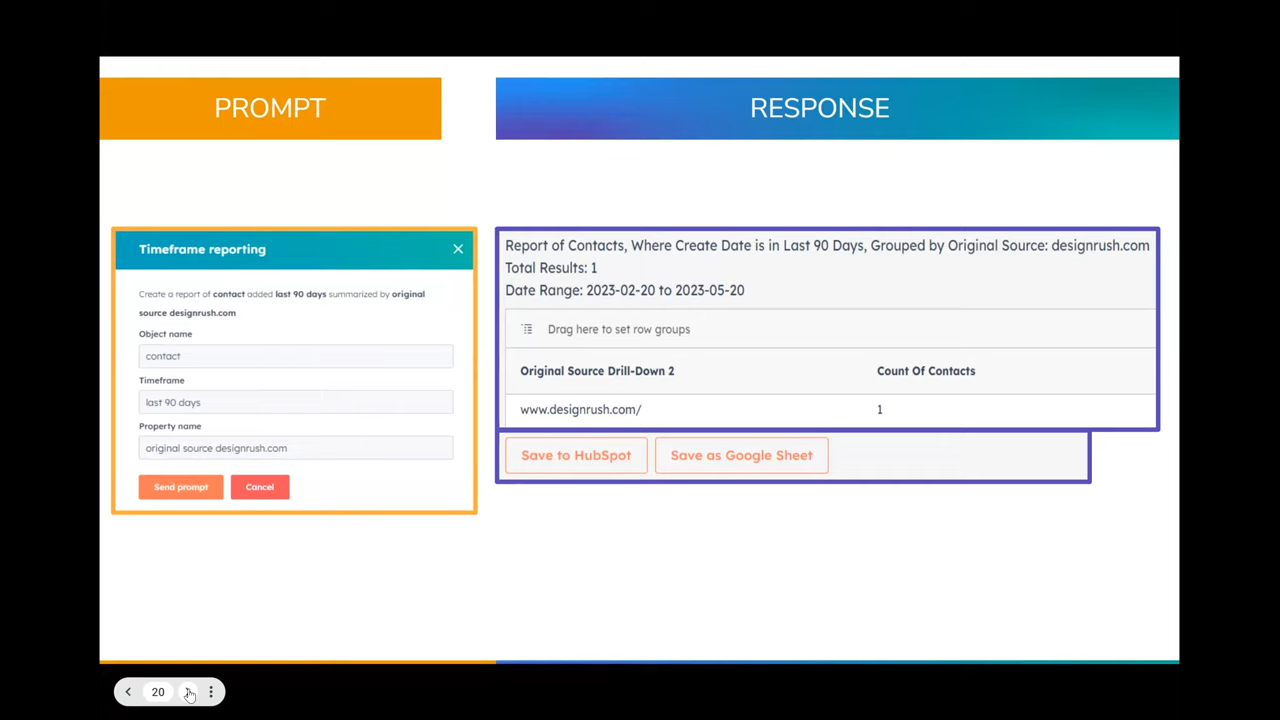 PROMPT
RESPONSE
Timeframe reporting
Create a report of contact added last 90 days summarized by original
source designrush.com
Object name
contact
Timeframe
last 90 days
Property name
original source designrush.com
Send prompt
Cancel
Report of Contacts, Where Create Date is in Last 90 Days, Grouped by Original Source: designrush.com
Total Results: 1
Date Range: 2023-02-20 to 2023-05-20
Drag here to set row groups
Original Source Drill-Down 2
Count Of Contacts
www.designrush.com/
1
Save to HubSpot
Save as Google Sheet
20